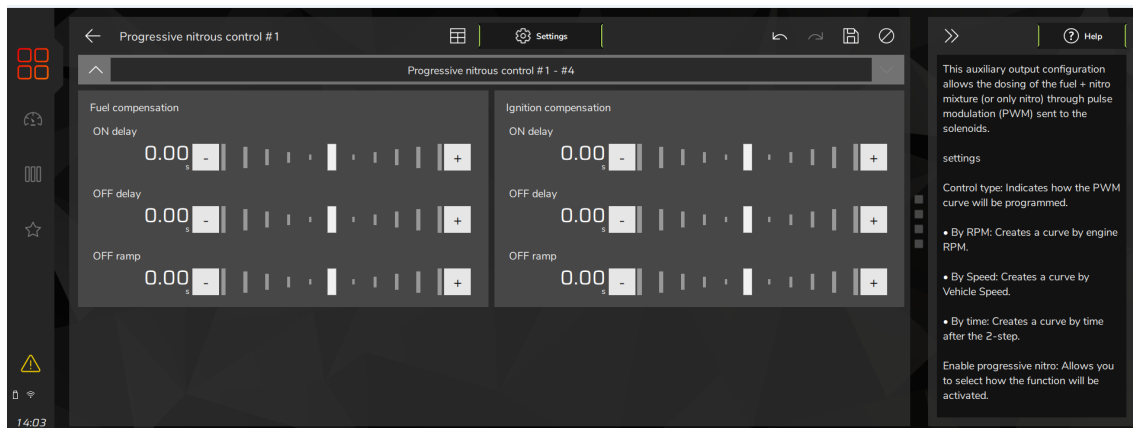 Progressive nitrous control #1
Settings
Help
Progressive nitrous control #1 - #4
Fuel compensation
ON delay
0.00 s - +
OFF delay
0.00 s - +
OFF ramp
0.00 s - +
Ignition compensation
ON delay
0.00 s - +
OFF delay
0.00 s - +
OFF ramp
0.00 s - +
This auxiliary output configuration
allows the dosing of the fuel + nitro
mixture (or only nitro) through pulse
modulation (PWM) sent to the
solenoids.
settings
Control type: Indicates how the PWM
curve will be programmed.
• By RPM: Creates a curve by engine
RPM.
• By Speed: Creates a curve by
Vehicle Speed.
• By time: Creates a curve by time
after the 2-step.
Enable progressive nitro: Allows you
to select how the function will be
activated.
14:03